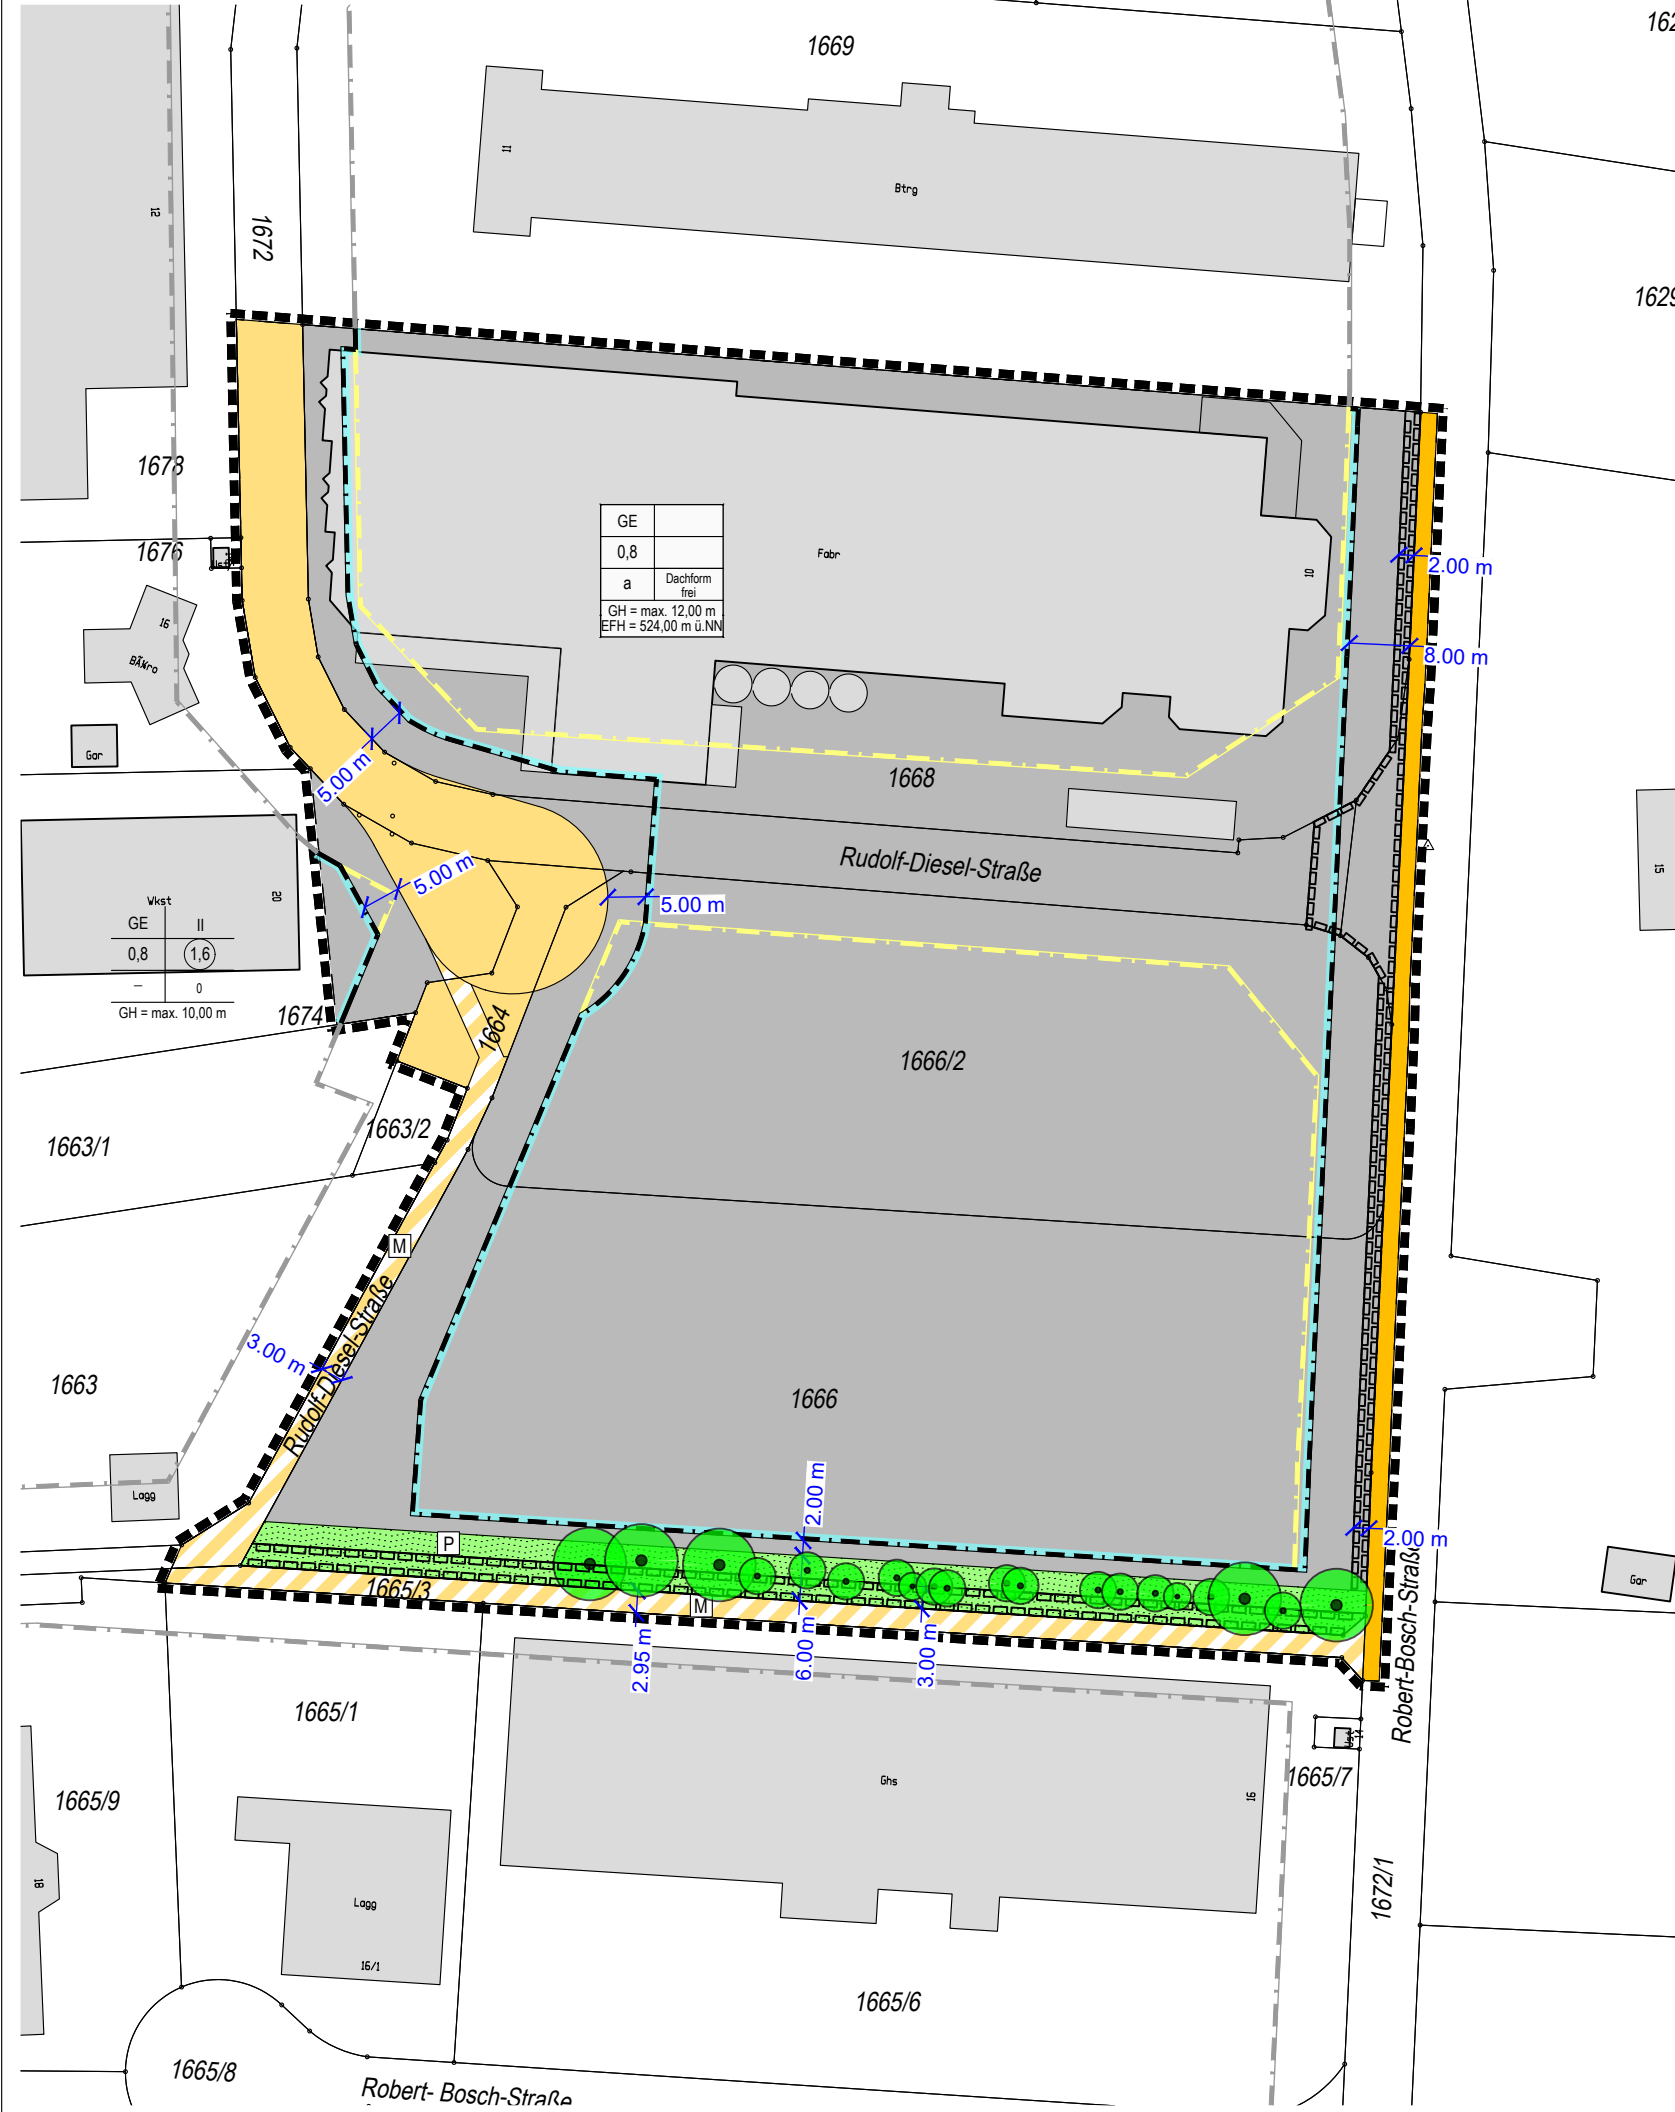 1669
11
Btrg
12
1672
1678
1676
16
Gar
GE
0,8
a
Dachform
frei
GH = max. 12,00 m
EFH = 524,00 m ü.NN
Fabr
10
2.00 m
8.00 m
5.00 m
1668
Rudolf-Diesel-Straße
5.00 m
5.00 m
15
20
Wkst
GE
II
0,8
1,6
–
0
GH = max. 10,00 m
1674
1664
1666/2
1663/1
1663/2
M
Rudolf-Diesel-Straße
3.00 m
1663
1666
Lagg
P
2.00 m
2.00 m
1665/3
M
2.95 m
6.00 m
3.00 m
Robert-Bosch-Straße
Gar
1665/1
1665/7
1665/9
Ghs
16
18
Lagg
16/1
1672/1
1665/6
1665/8
Robert- Bosch-Straße